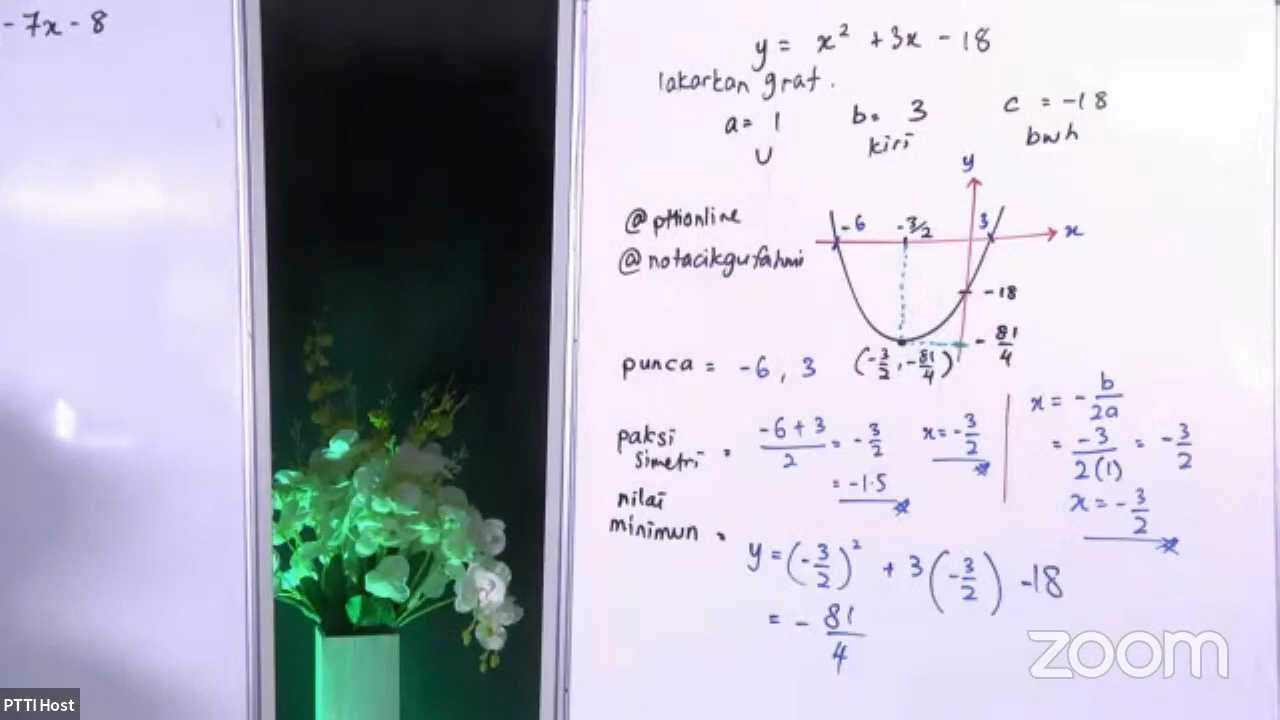 - 7x - 8
y = x² + 3x - 18
lakarkan graf.
a = 1 b = 3 c = -18
U kiri bwh
y
@pttionline
-6 -3/2 3 x
@notacikgufahmi
-18
- 81/4
(-3/2, -81/4)
punca = -6, 3
paksi simetri = (-6 + 3)/2 = -3/2 x = -3/2
= -1.5
x = - b/2a
= -3/2(1) = -3/2
x = -3/2
nilai
minimun =
y = (-3/2)² + 3(-3/2) - 18
= - 81/4
zoom
PTTI Host